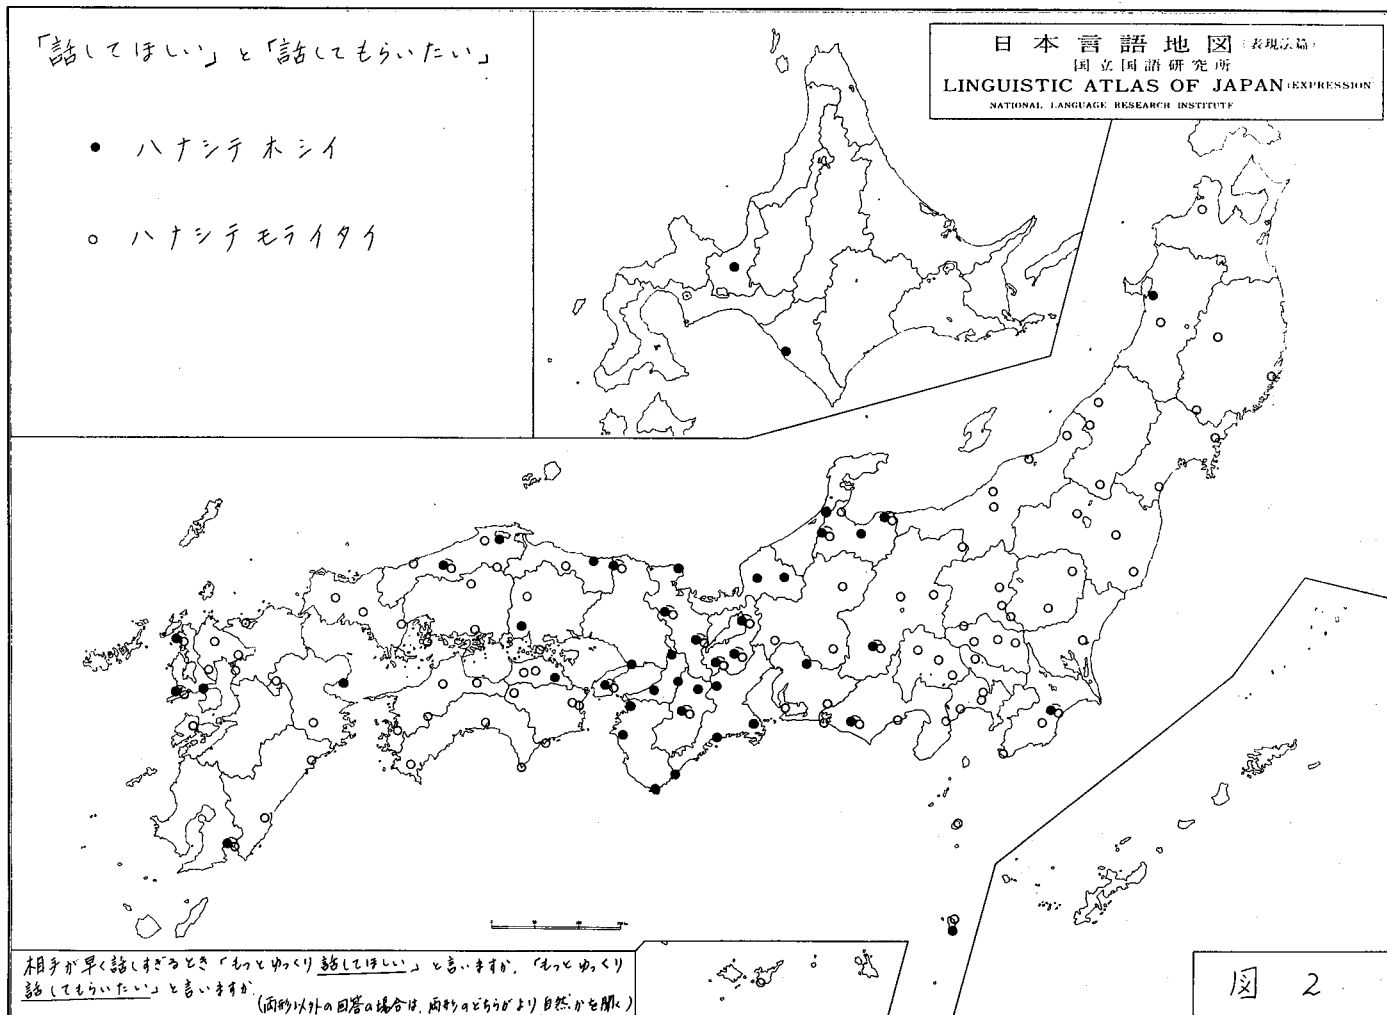 「話してほしい」と「話してもらいたい」
● ハナシテホシイ
○ ハナシテモライタイ
日本言語地図(表現法篇)
国立国語研究所
LINGUISTIC ATLAS OF JAPAN (EXPRESSION
NATIONAL LANGUAGE RESEARCH INSTITUTE
相手が早く話しすぎるとき「もっとゆっくり話してほしい」と言いますか,「もっとゆっくり
話してもらいたい」と言いますか
(両形以外の回答の場合は,両形のどちらがより自然かを聞く)
図 2